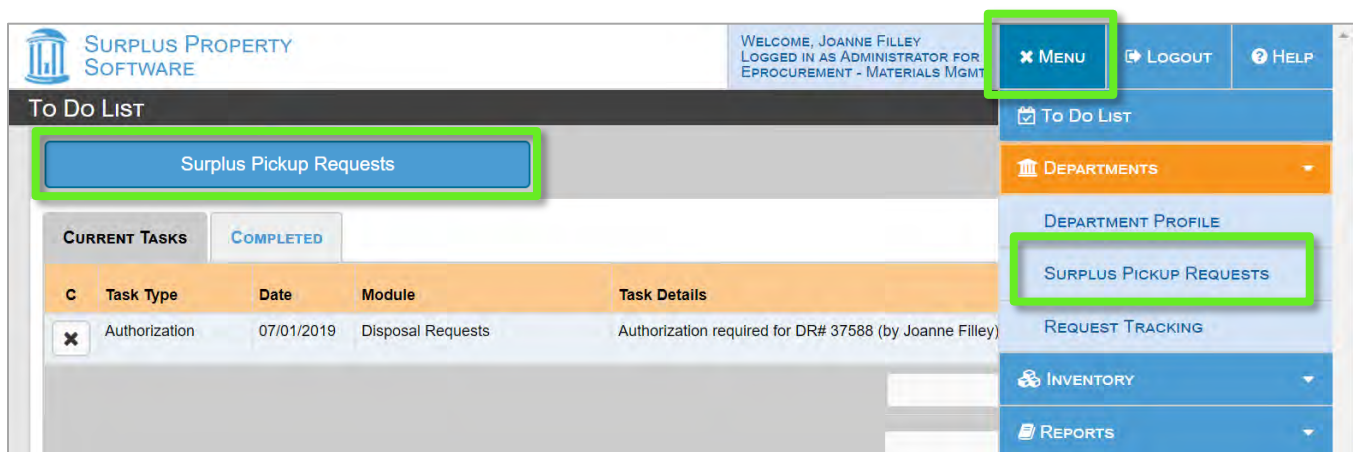 SURPLUS PROPERTY
SOFTWARE
WELCOME, JOANNE FILLEY
LOGGED IN AS ADMINISTRATOR FOR
EPROCUREMENT - MATERIALS MGMT
MENU
LOGOUT
HELP
TO DO LIST
Surplus Pickup Requests
CURRENT TASKS
COMPLETED
C Task Type Date Module Task Details
Authorization 07/01/2019 Disposal Requests Authorization required for DR# 37588 (by Joanne Filley)
TO DO LIST
DEPARTMENTS
DEPARTMENT PROFILE
SURPLUS PICKUP REQUESTS
REQUEST TRACKING
INVENTORY
REPORTS